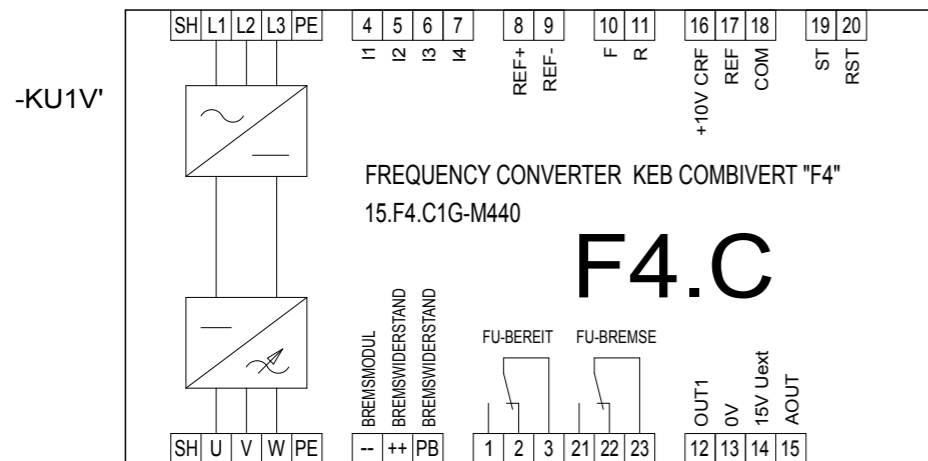 SH L1 L2 L3 PE 4 5 6 7 8 9 10 11 16 17 18 19 20
I1 I2 I3 I4 REF+ REF- F R +10V CRF REF COM ST RST
-KU1V'
FREQUENCY CONVERTER KEB COMBIVERT "F4"
15.F4.C1G-M440
F4.C
BREMSMODUL
BREMSWIDERSTAND
BREMSWIDERSTAND
FU-BEREIT FU-BREMSE
OUT1 0V 15V Uext AOUT
SH U V W PE -- ++ PB 1 2 3 21 22 23 12 13 14 15